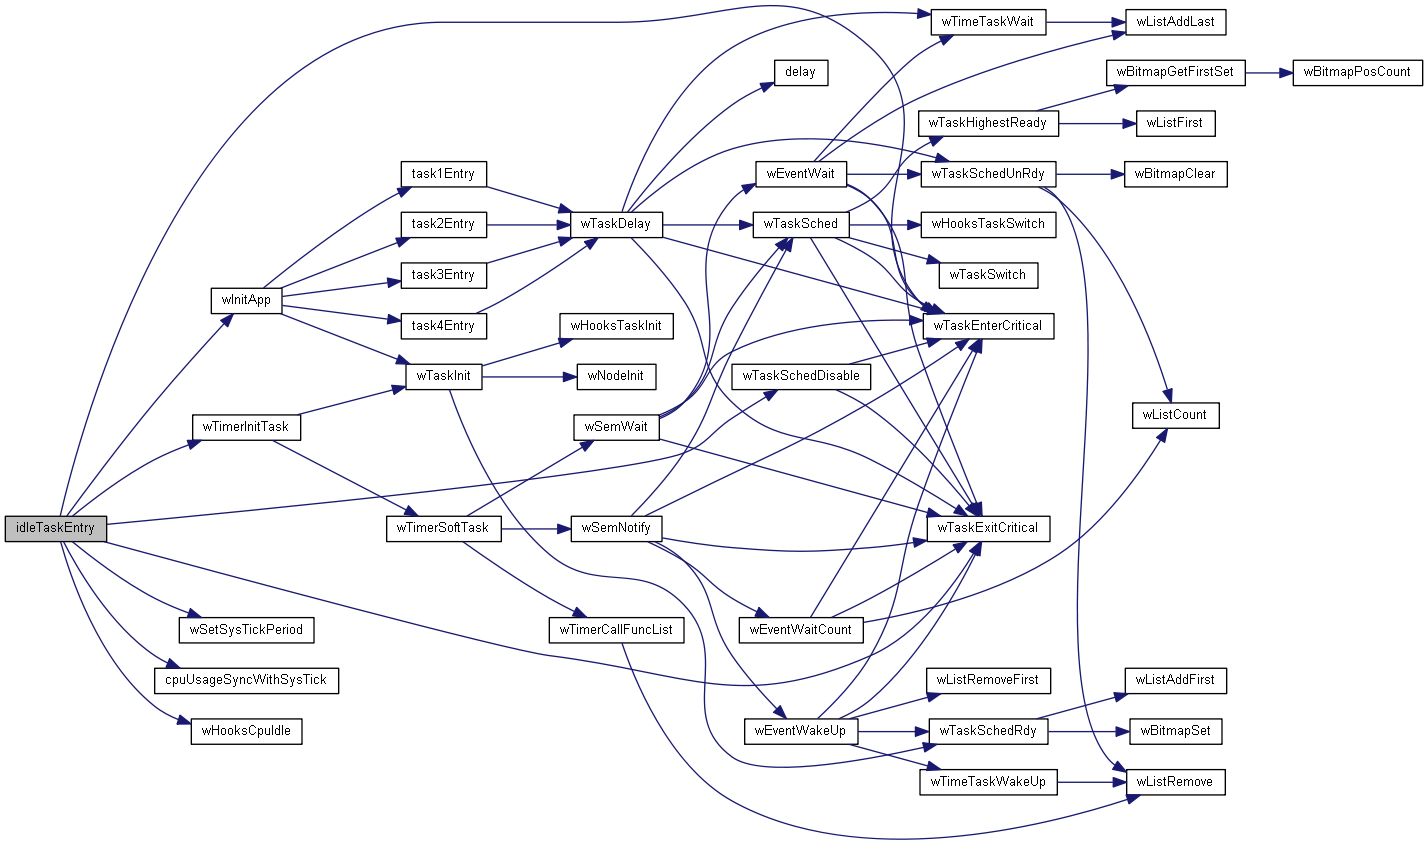 idleTaskEntry
wInitApp
wTimerInitTask
wSetSysTickPeriod
cpuUsageSyncWithSysTick
wHooksCpuIdle
task1Entry
task2Entry
task3Entry
task4Entry
wTaskInit
wTimerSoftTask
wTaskDelay
wHooksTaskInit
wNodeInit
wSemWait
wSemNotify
wTimerCallFuncList
delay
wEventWait
wTaskSched
wTaskSchedDisable
wEventWaitCount
wEventWakeUp
wTimeTaskWait
wTaskHighestReady
wTaskSchedUnRdy
wHooksTaskSwitch
wTaskSwitch
wTaskEnterCritical
wTaskExitCritical
wListRemoveFirst
wTaskSchedRdy
wTimeTaskWakeUp
wListAddLast
wBitmapGetFirstSet
wListFirst
wBitmapClear
wListCount
wListAddFirst
wBitmapSet
wListRemove
wBitmapPosCount